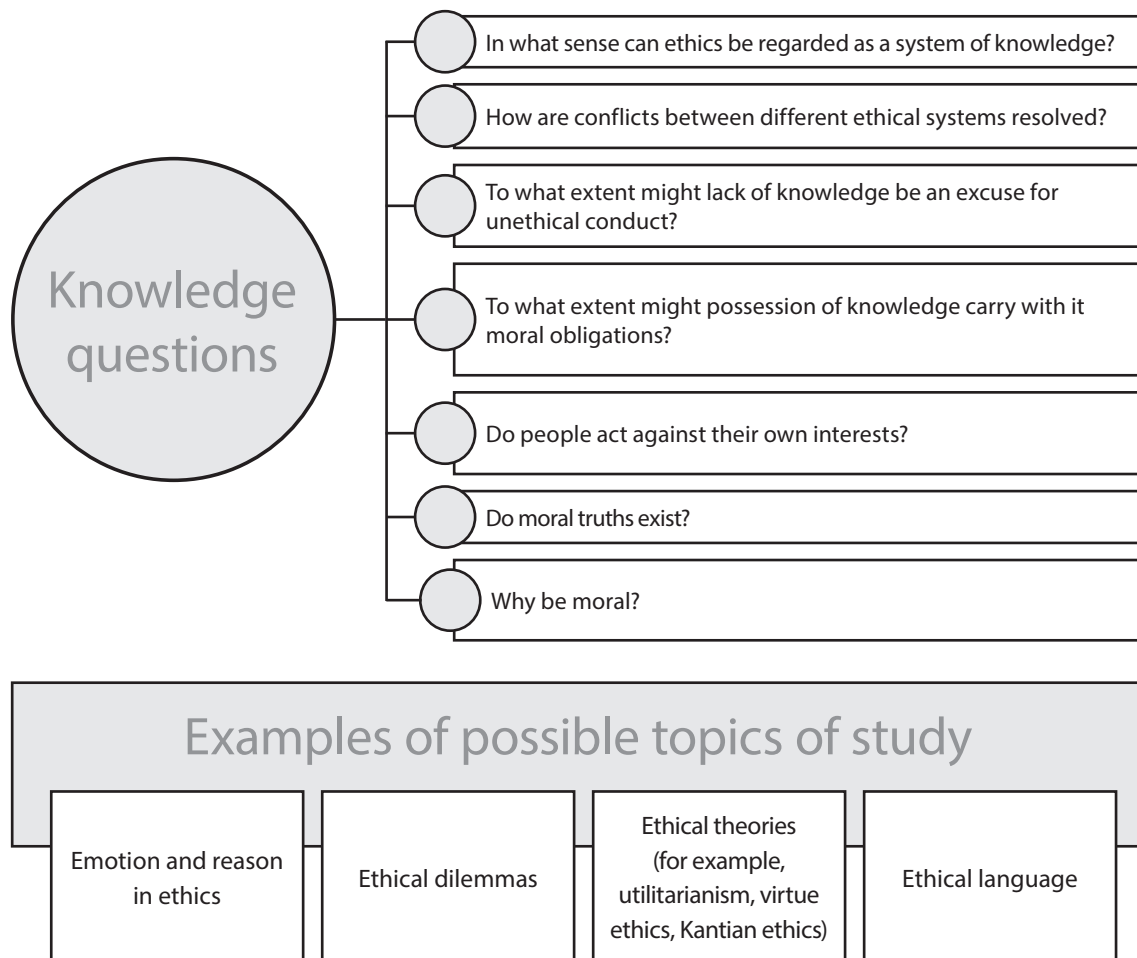 In what sense can ethics be regarded as a system of knowledge?
How are conflicts between different ethical systems resolved?
To what extent might lack of knowledge be an excuse for
unethical conduct?
Knowledge
questions
To what extent might possession of knowledge carry with it
moral obligations?
Do people act against their own interests?
Do moral truths exist?
Why be moral?
Examples of possible topics of study
Emotion and reason
in ethics
Ethical dilemmas
Ethical theories
(for example,
utilitarianism, virtue
ethics, Kantian ethics)
Ethical language